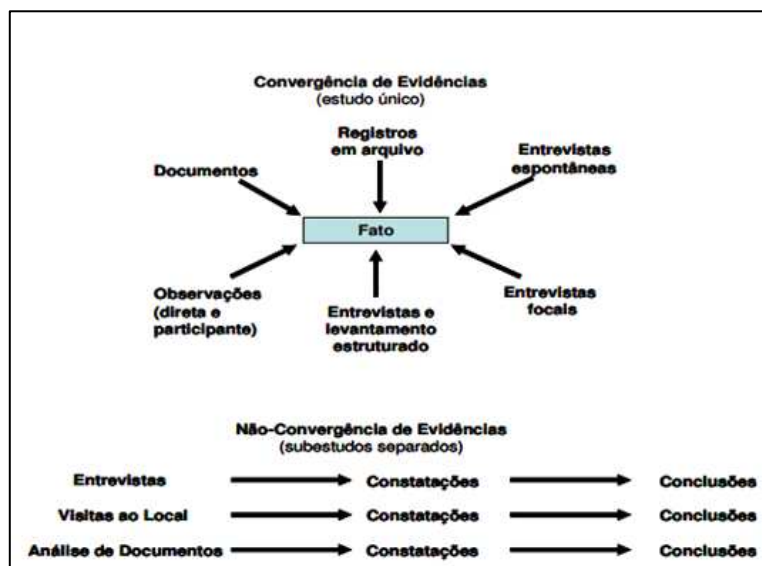 Convergência de Evidências
(estudo único)
Registros
em arquivo
Documentos
Entrevistas
espontâneas
Fato
Observações
(direta e
participante)
Entrevistas e
levantamento
estruturado
Entrevistas
focais
Não-Convergência de Evidências
(subestudos separados)
Entrevistas Constatações Conclusões
Visitas ao Local Constatações Conclusões
Análise de Documentos Constatações Conclusões